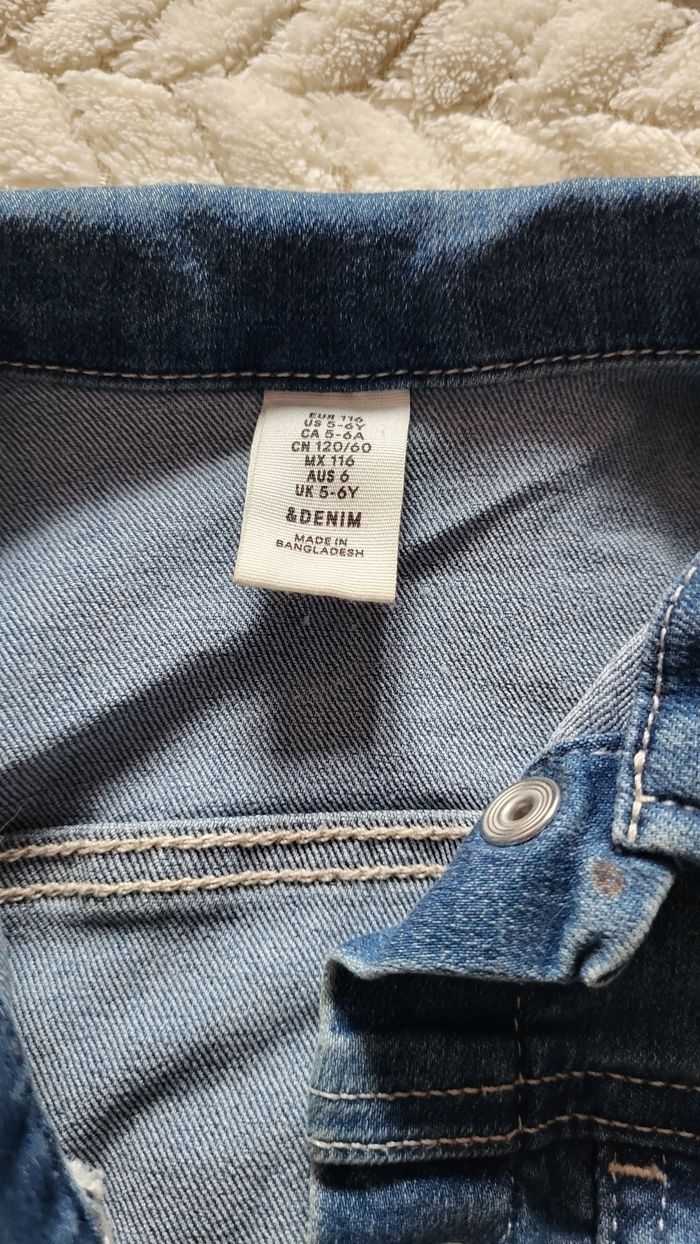 EUR 116
US 5-6Y
CA 5-6A
CN 120/60
MX 116
AUS 6
UK 5-6Y
&DENIM
MADE IN
BANGLADESH